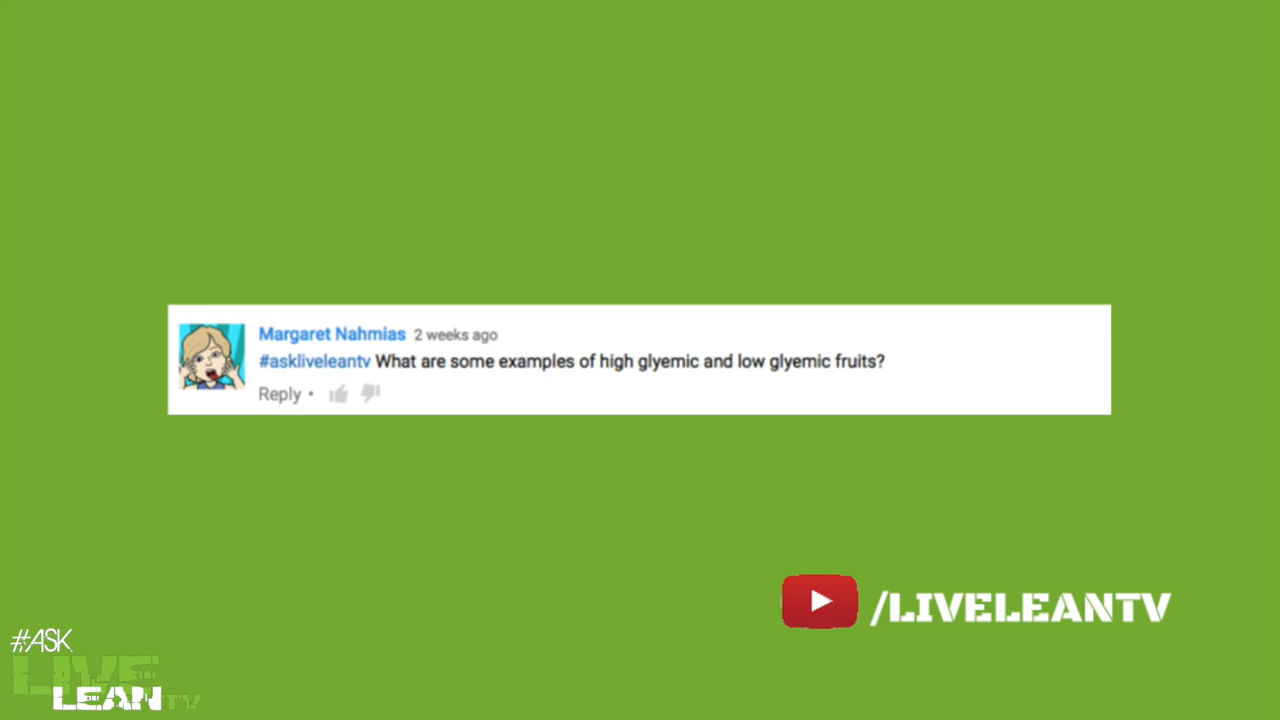 Margaret Nahmias 2 weeks ago
#askliveleantv What are some examples of high glyemic and low glyemic fruits?
Reply •
/LIVELEANTV
#ASK
LIVE
LEAN TV